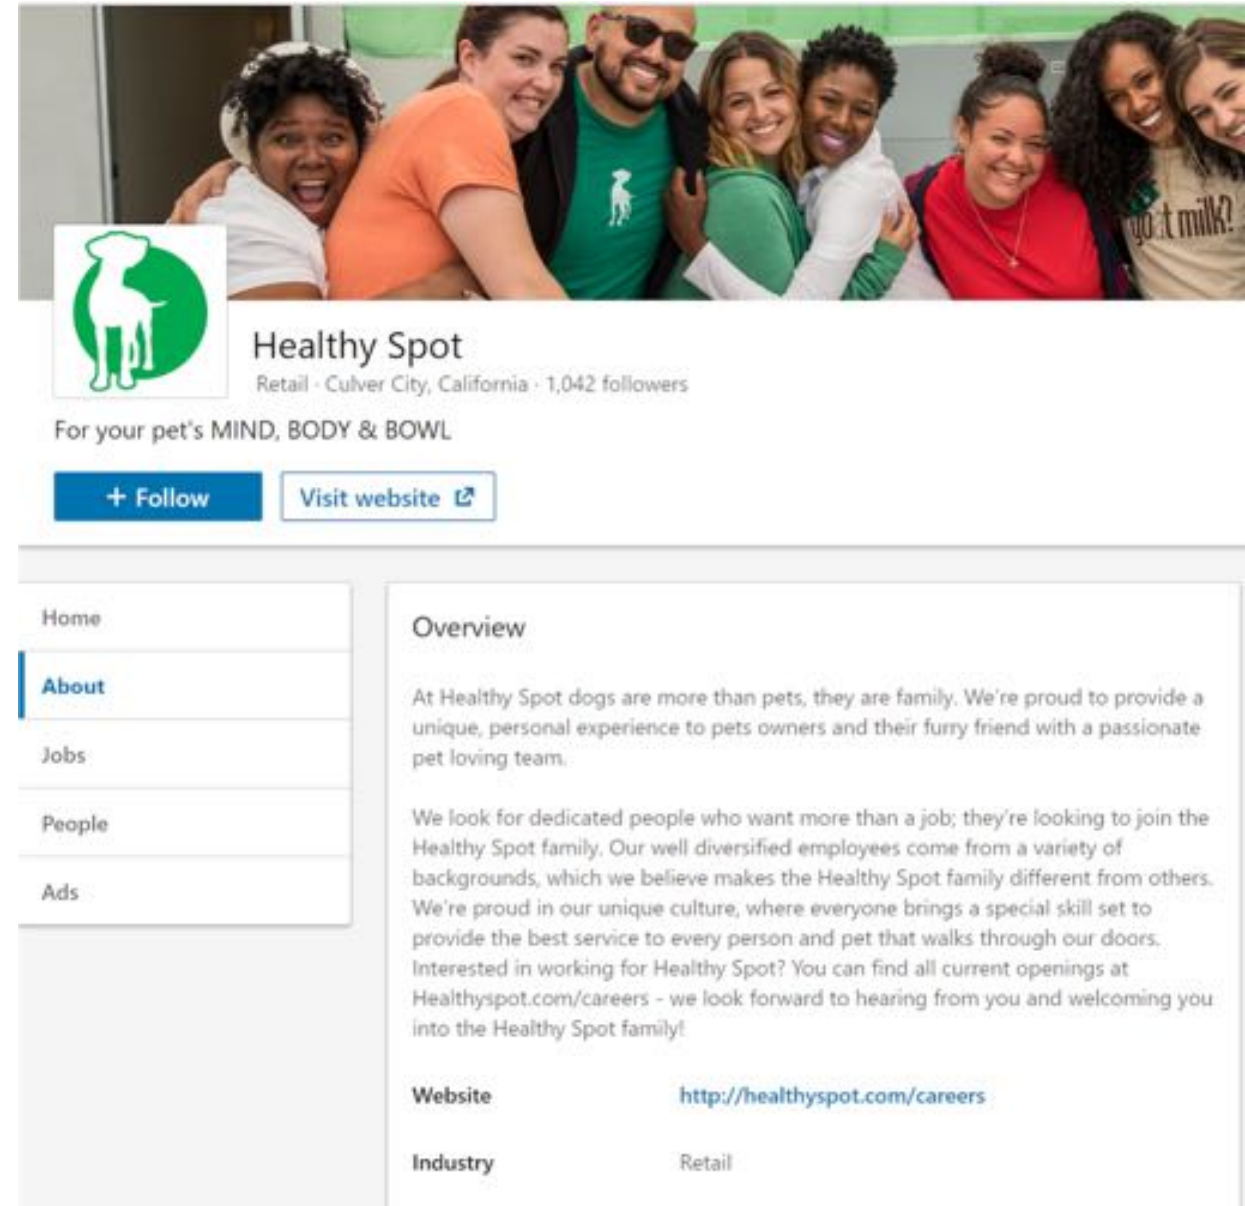 got milk?
Healthy Spot
Retail · Culver City, California · 1,042 followers
For your pet's MIND, BODY & BOWL
+ Follow
Visit website
Home
About
Jobs
People
Ads
Overview
At Healthy Spot dogs are more than pets, they are family. We're proud to provide a
unique, personal experience to pets owners and their furry friend with a passionate
pet loving team.
We look for dedicated people who want more than a job; they're looking to join the
Healthy Spot family. Our well diversified employees come from a variety of
backgrounds, which we believe makes the Healthy Spot family different from others.
We're proud in our unique culture, where everyone brings a special skill set to
provide the best service to every person and pet that walks through our doors.
Interested in working for Healthy Spot? You can find all current openings at
Healthyspot.com/careers - we look forward to hearing from you and welcoming you
into the Healthy Spot family!
Website
http://healthyspot.com/careers
Industry
Retail